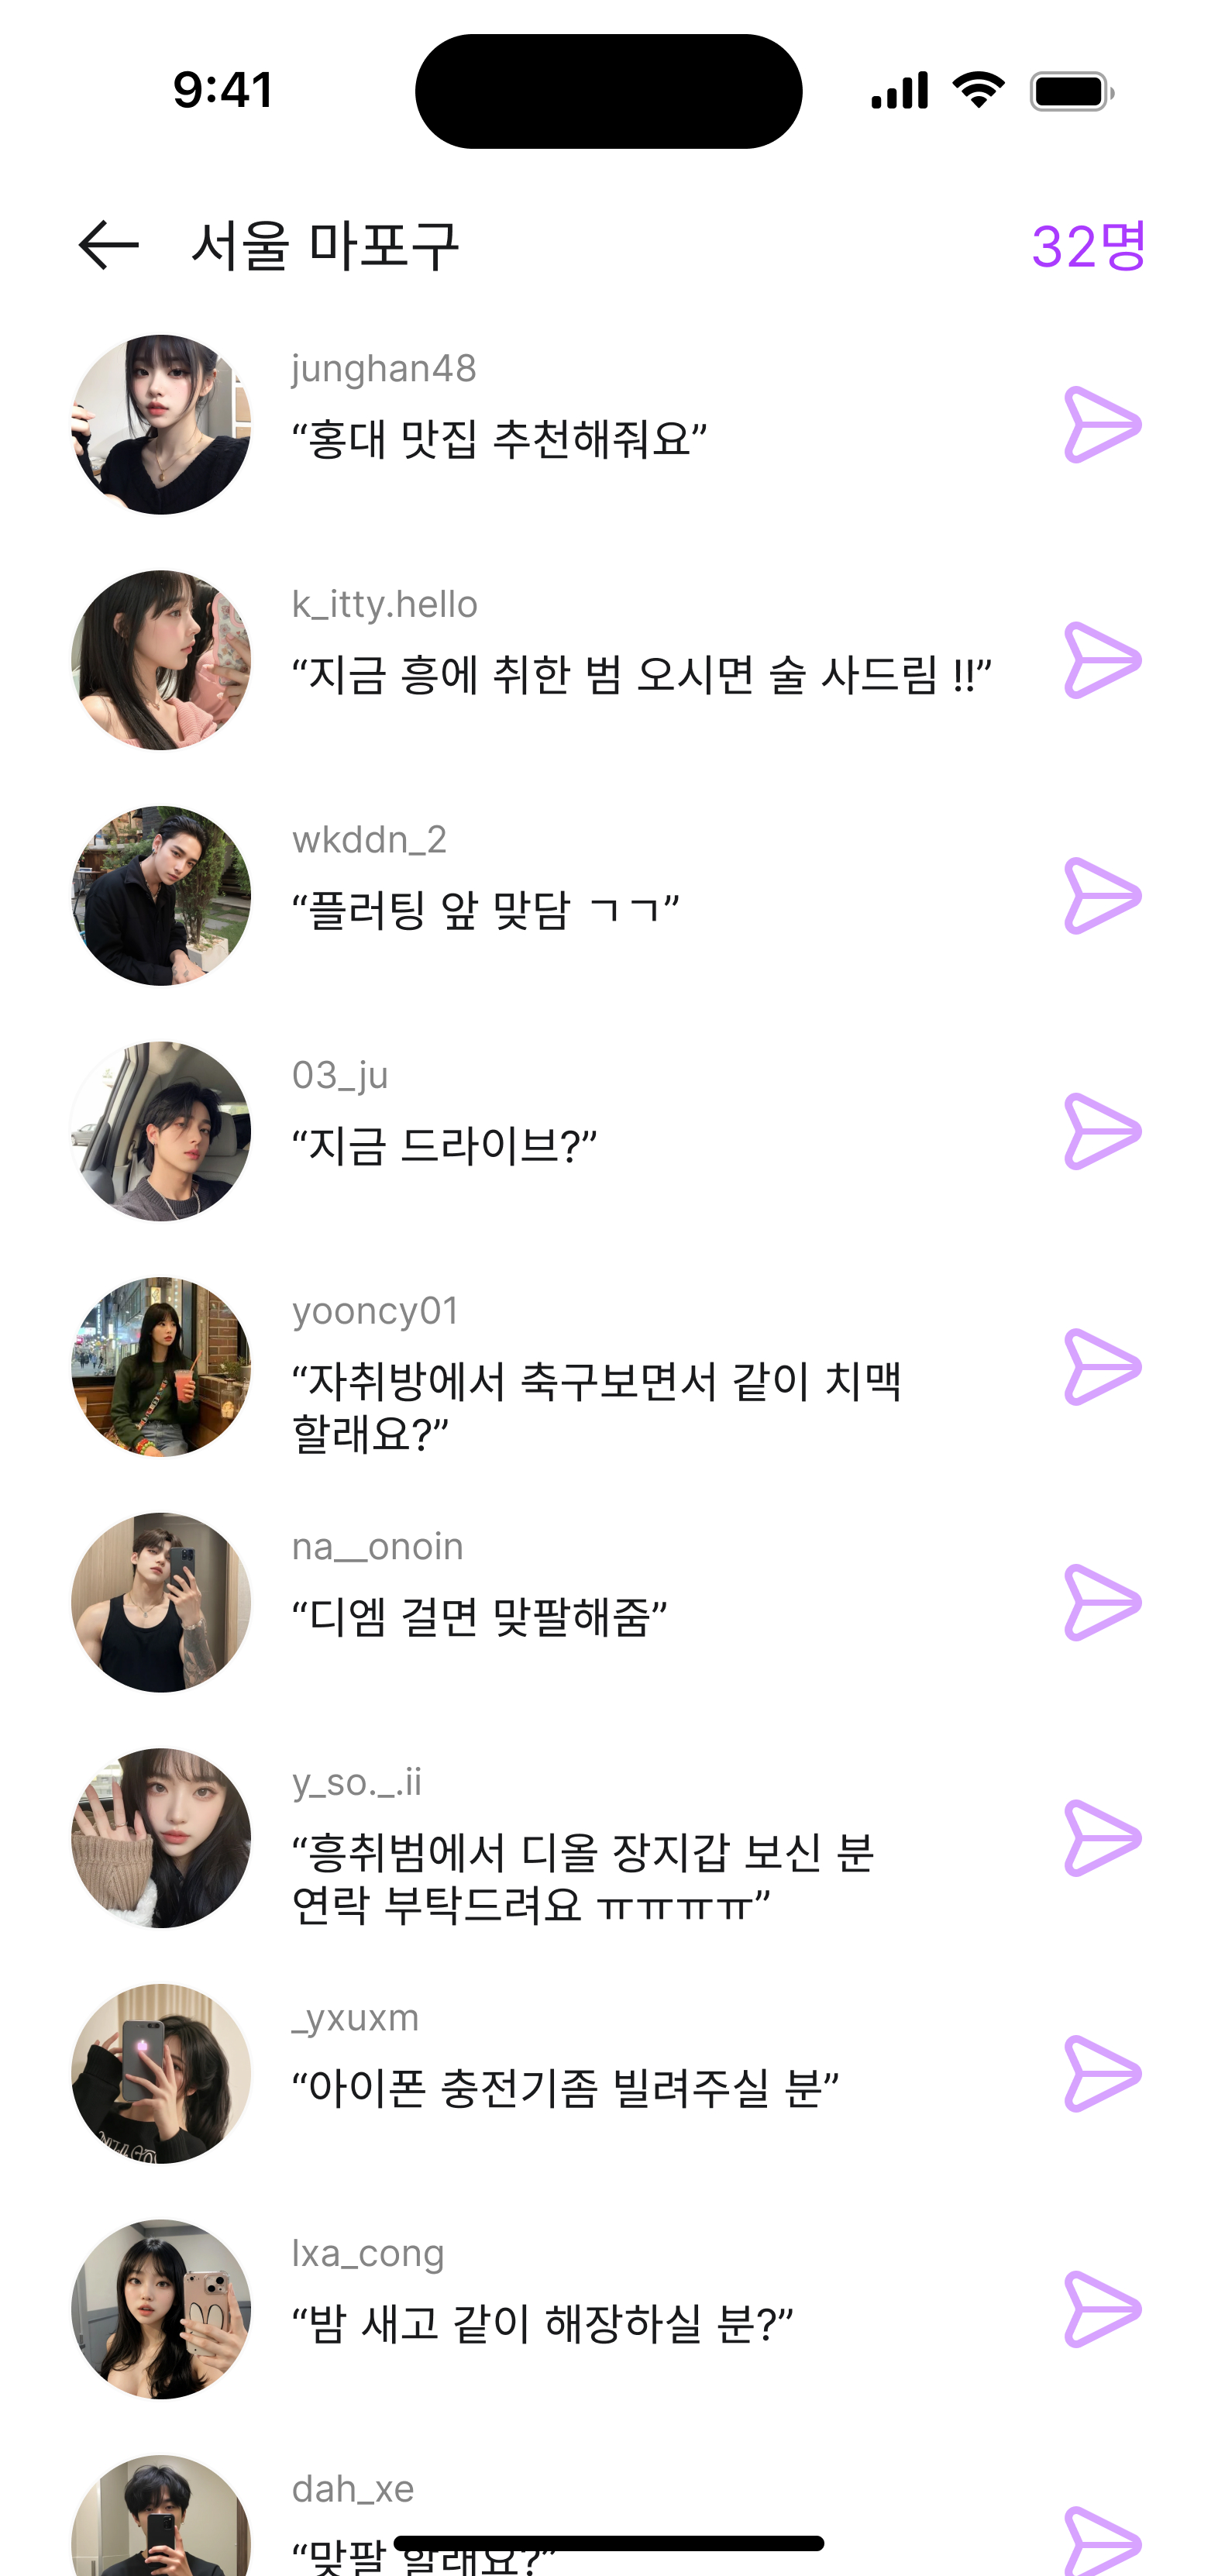 9:41
서울 마포구 32명
junghan48
“홍대 맛집 추천해줘요”
k_itty.hello
“지금 흥에 취한 범 오시면 술 사드림 !!”
wkddn_2
“플러팅 앞 맞담 ㄱㄱ”
03_ju
“지금 드라이브?”
yooncy01
“자취방에서 축구보면서 같이 치맥
할래요?”
na__onoin
“디엠 걸면 맞팔해줌”
y_so._.ii
“흥취범에서 디올 장지갑 보신 분
연락 부탁드려요 ㅠㅠㅠㅠ”
_yxuxm
“아이폰 충전기좀 빌려주실 분”
lxa_cong
“밤 새고 같이 해장하실 분?”
dah_xe
“맞팔 할래요?”